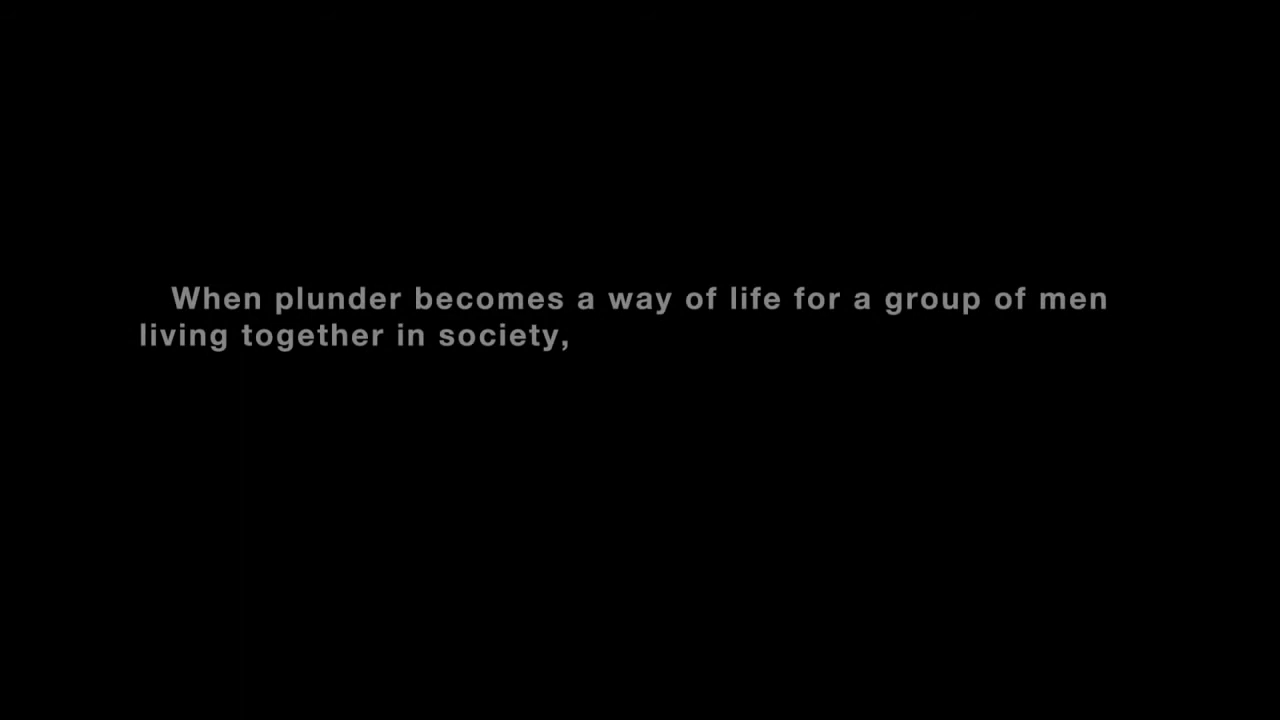 When plunder becomes a way of life for a group of men
living together in society,